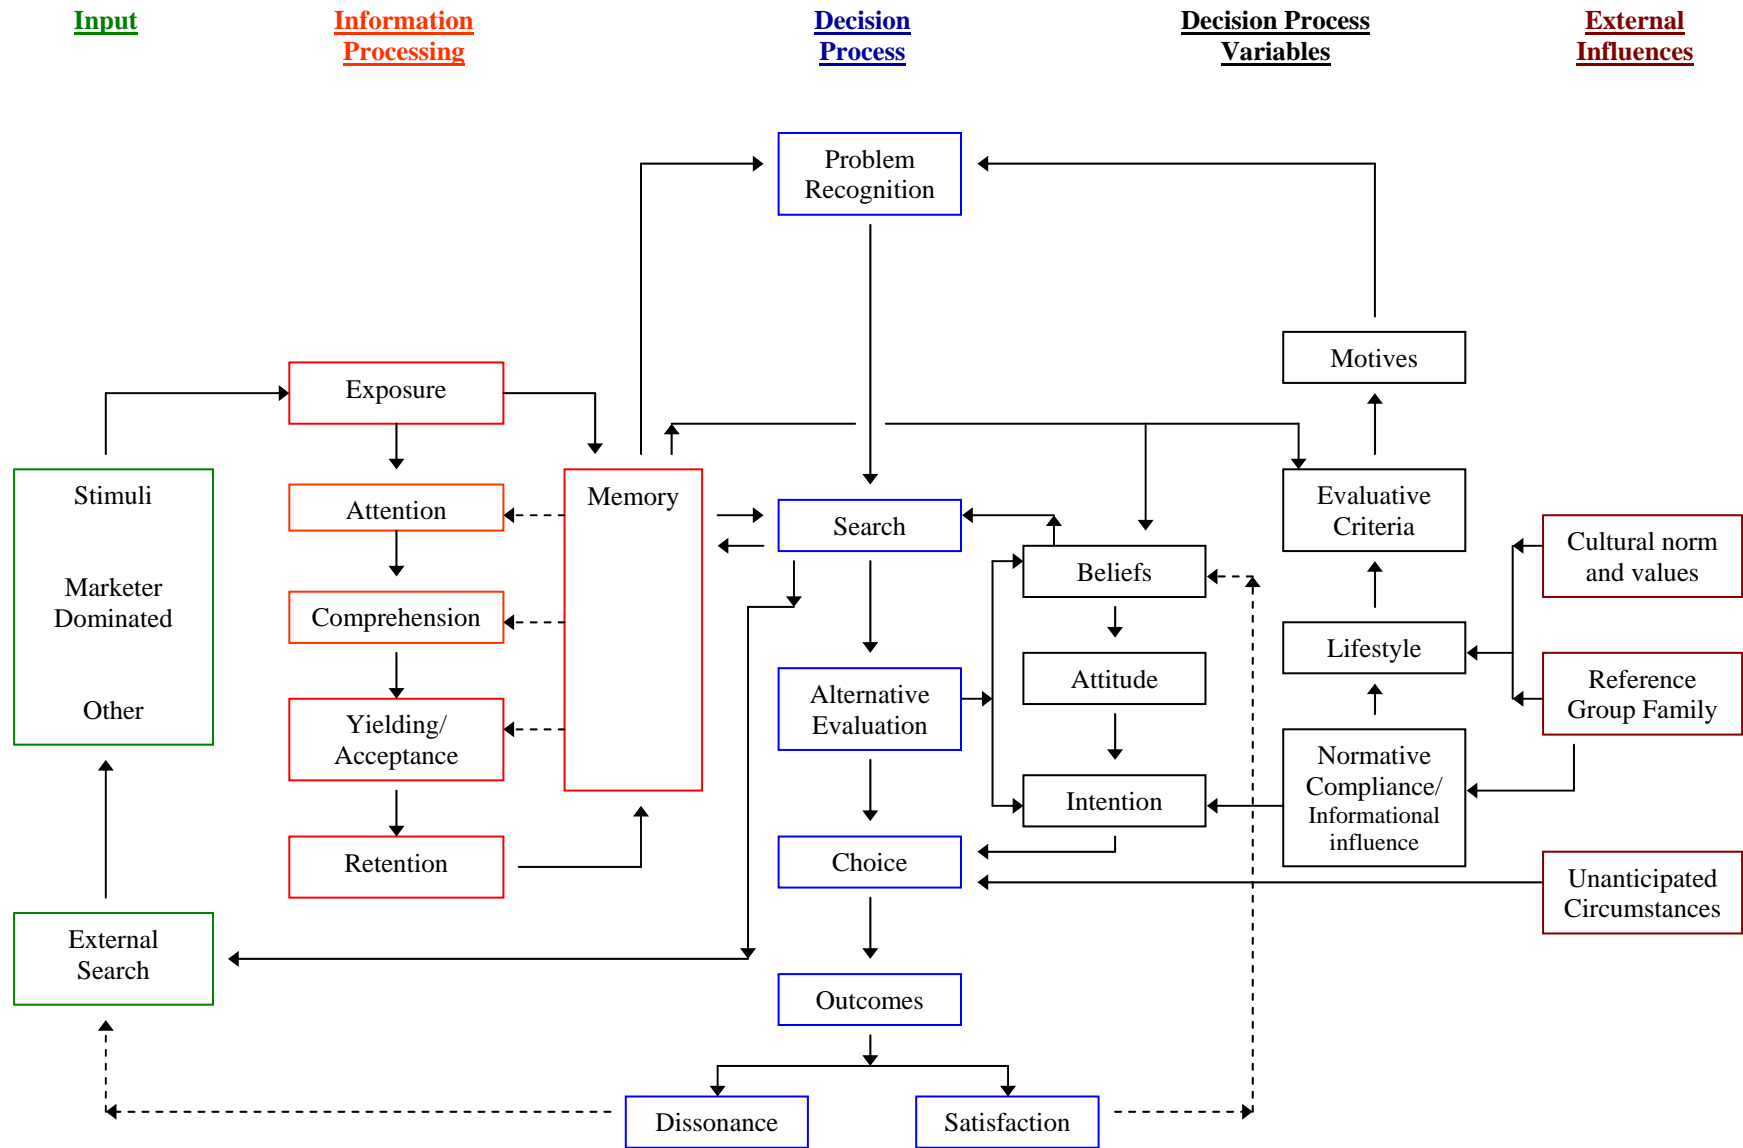 Input
Information
Processing
Decision
Process
Decision Process
Variables
External
Influences
Problem
Recognition
Motives
Exposure
Stimuli
Marketer
Dominated
Other
Attention
Memory
Search
Evaluative
Criteria
Cultural norm
and values
Comprehension
Beliefs
Lifestyle
Yielding/
Acceptance
Alternative
Evaluation
Attitude
Reference
Group Family
Normative
Compliance/
Informational
influence
Intention
Retention
Choice
Unanticipated
Circumstances
External
Search
Outcomes
Dissonance
Satisfaction